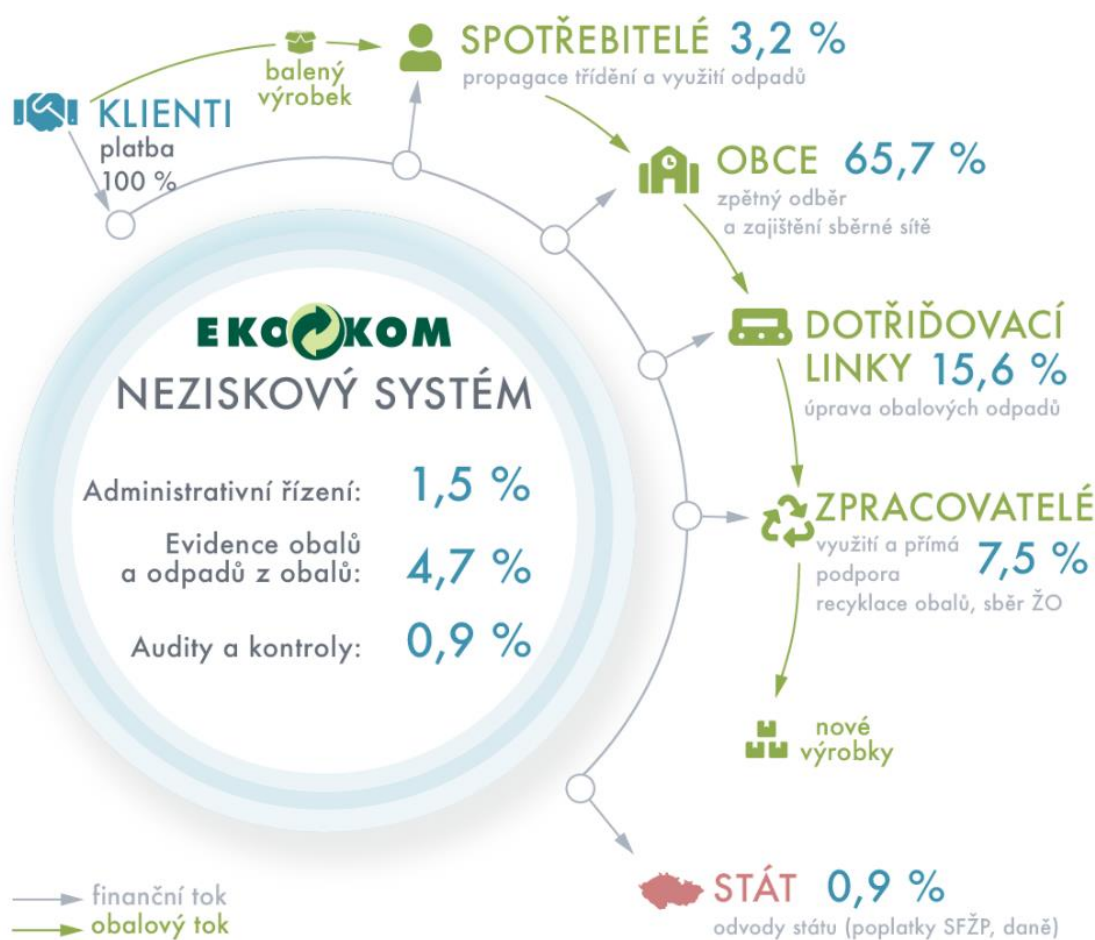 SPOTŘEBITELÉ 3,2 %
propagace třídění a využití odpadů
balený
výrobek
KLIENTI
platba
100 %
OBCE 65,7 %
zpětný odběr
a zajištění sběrné sítě
DOTŘIĎOVACÍ
LINKY 15,6 %
úprava obalových odpadů
EKO KOM
NEZISKOVÝ SYSTÉM
Administrativní řízení: 1,5 %
Evidence obalů
a odpadů z obalů: 4,7 %
Audity a kontroly: 0,9 %
ZPRACOVATELÉ
využití a přímá
podpora 7,5 %
recyklace obalů, sběr ŽO
nové
výrobky
STÁT 0,9 %
odvody státu (poplatky SFŽP, daně)
finanční tok
obalový tok